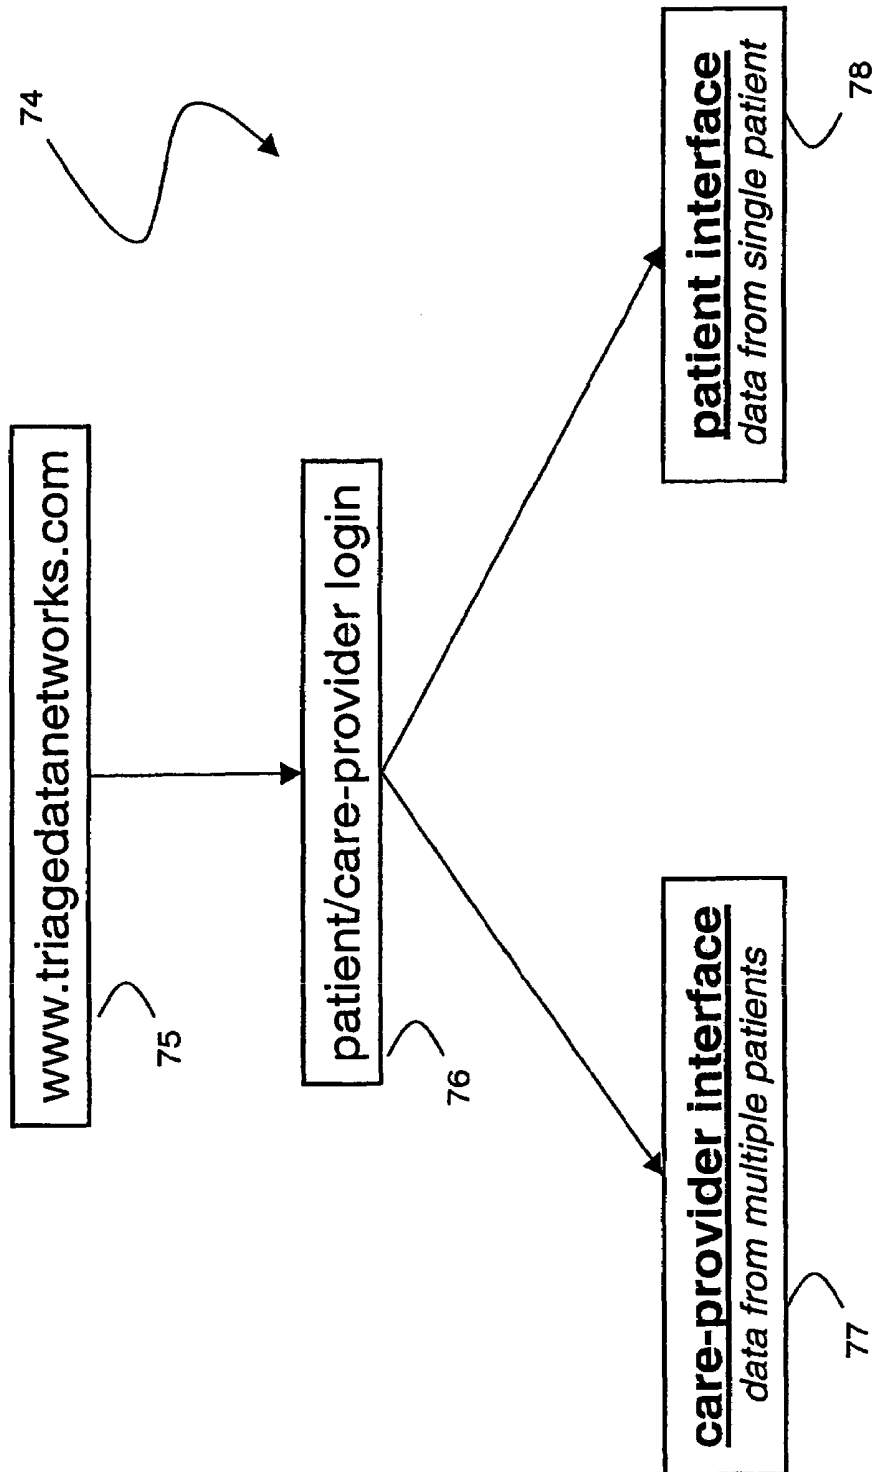 74
www.triagedatanetworks.com
75
patient/care-provider login
76
care-provider interface
data from multiple patients
77
patient interface
data from single patient
78